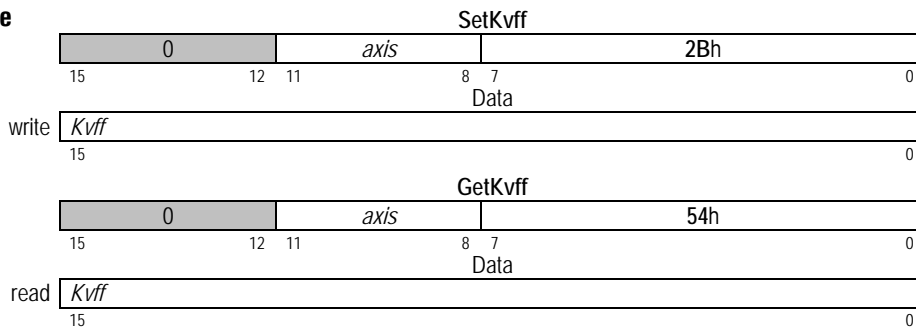 e
SetKvff
0 axis 2Bh
15 12 11 8 7 0
Data
write Kvff
15 0
GetKvff
0 axis 54h
15 12 11 8 7 0
Data
read Kvff
15 0